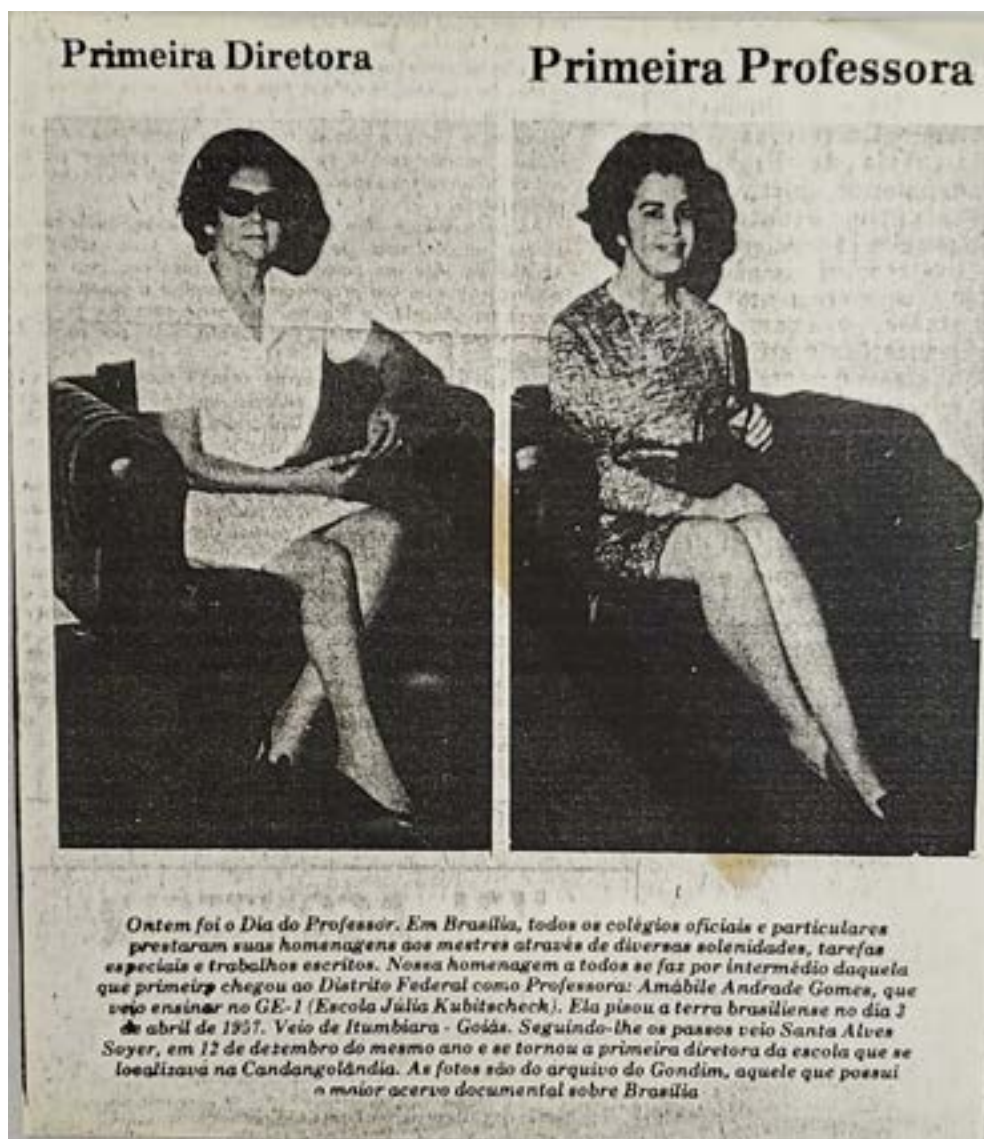 Primeira Diretora
Primeira Professora
Ontem foi o Dia do Professor. Em Brasília, todos os colégios oficiais e particulares
prestaram suas homenagens aos mestres através de diversas solenidades, tarefas
especiais e trabalhos escritos. Nossa homenagem a todos se faz por intermédio daquela
que primeiro chegou ao Distrito Federal como Professora: Amábile Andrade Gomes, que
veio ensinar no GE-1 (Escola Júlia Kubitscheck). Ela pisou a terra brasiliense no dia 3
de abril de 1957. Veio de Itumbiara - Goiás. Seguindo-lhe os passos veio Santa Alves
Soyer, em 12 de dezembro do mesmo ano e se tornou a primeira diretora da escola que se
localizava na Candangolândia. As fotos são do arquivo do Gondim, aquele que possui
o maior acervo documental sobre Brasília